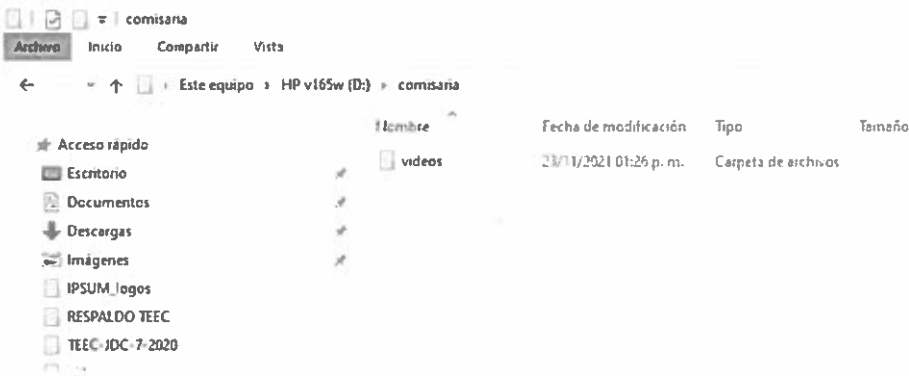 comisaria
Archivo Inicio Compartir Vista
Este equipo › HP v165w (D:) › comisaria
Nombre Fecha de modificación Tipo Tamaño
Acceso rápido
videos 23/11/2021 01:26 p. m. Carpeta de archivos
Escritorio
Documentos
Descargas
Imágenes
IPSUM_logos
RESPALDO TEEC
TEEC-JDC-7-2020